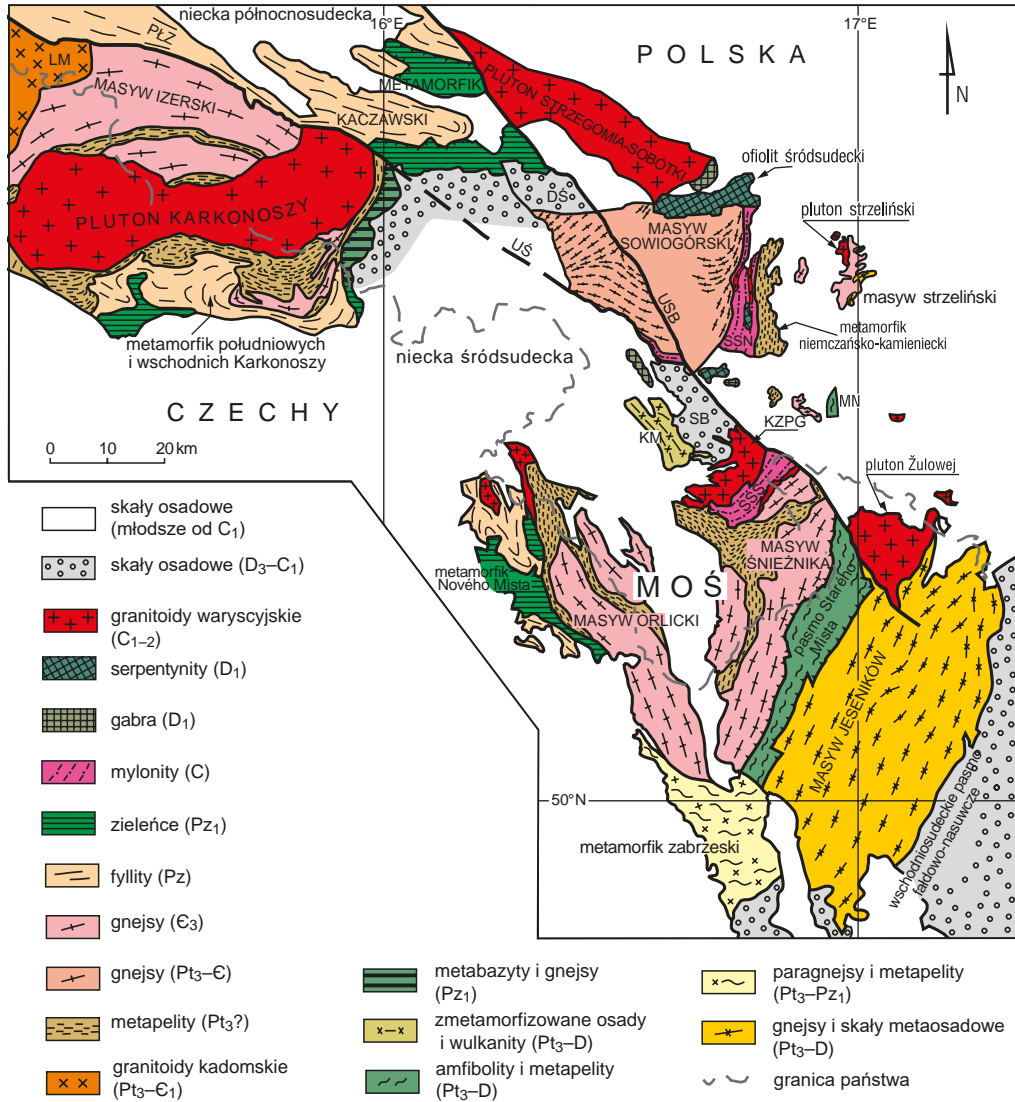 niecka północnosudecka
16°E
17°E
POLSKA
PŁŻ
LM
N
METAMORFIK
KACZAWSKI
MASYW IZERSKI
PLUTON STRZEGOMIA-SOBÓTKI
ofiolit śródsudecki
DŚ
pluton strzeliński
PLUTON KARKONOSZY
MASYW
SOWIOGÓRSKI
UŚ
USB
masyw strzeliński
SSN
metamorfik
niemczańsko-kamieniecki
metamorfik południowych
i wschodnich Karkonoszy
niecka śródsudecka
CZECHY
0 10 20 km
MN
SB
KZPG
KM
pluton Žulowej
SSS
MASYW
ŚNIEŻNIKA
metamorfik
Nového Mista
MOŚ
MASYW ORLICKI
pasmo Starého
Mista
MASYW JESENIKÓW
50°N
metamorfik zabrzeski
wschodniosudeckie pasmo
fałdowo-nasuwcze
skały osadowe
(młodsze od C₁)
skały osadowe (D₃–C₁)
granitoidy waryscyjskie
(C₁₋₂)
serpentynity (D₁)
gabra (D₁)
mylonity (C)
zieleńce (Pz₁)
fyllity (Pz)
gnejsy (Є₃)
gnejsy (Pt₃–Є)
metapelity (Pt₃?)
granitoidy kadomskie
(Pt₃–Є₁)
metabazyty i gnejsy
(Pz₁)
zmetamorfizowane osady
i wulkanity (Pt₃–D)
amfibolity i metapelity
(Pt₃–D)
paragnejsy i metapelity
(Pt₃–Pz₁)
gnejsy i skały metaosadowe
(Pt₃–D)
granica państwa